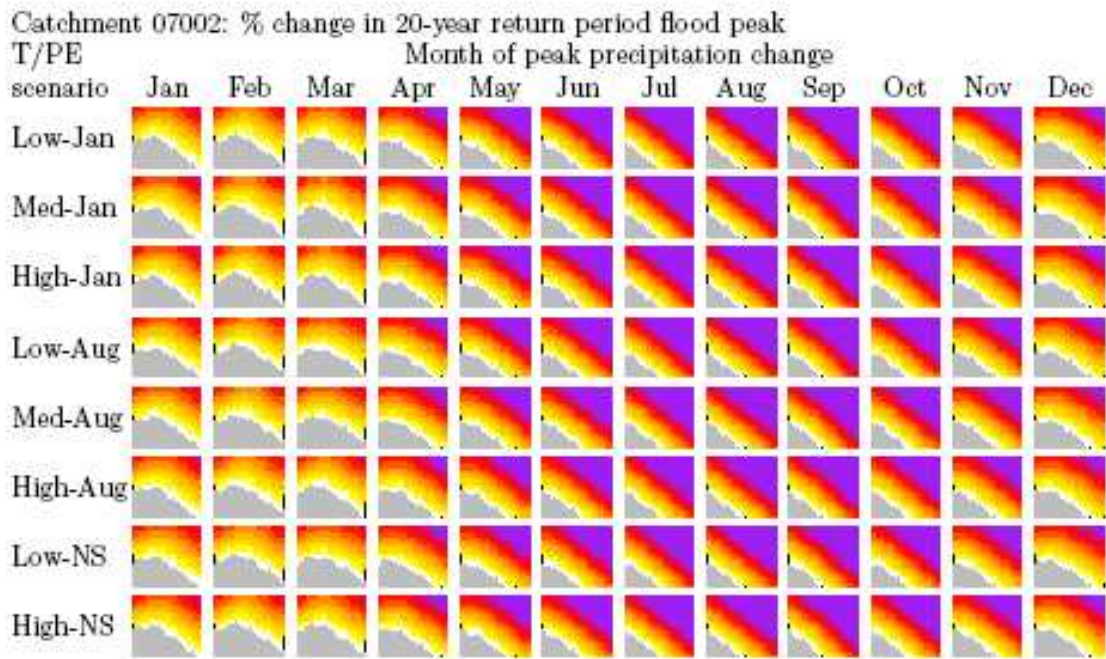 Catchment 07002: % change in 20-year return period flood peak
T/PE Month of peak precipitation change
scenario Jan Feb Mar Apr May Jun Jul Aug Sep Oct Nov Dec
Low-Jan
Med-Jan
High-Jan
Low-Aug
Med-Aug
High-Aug
Low-NS
High-NS